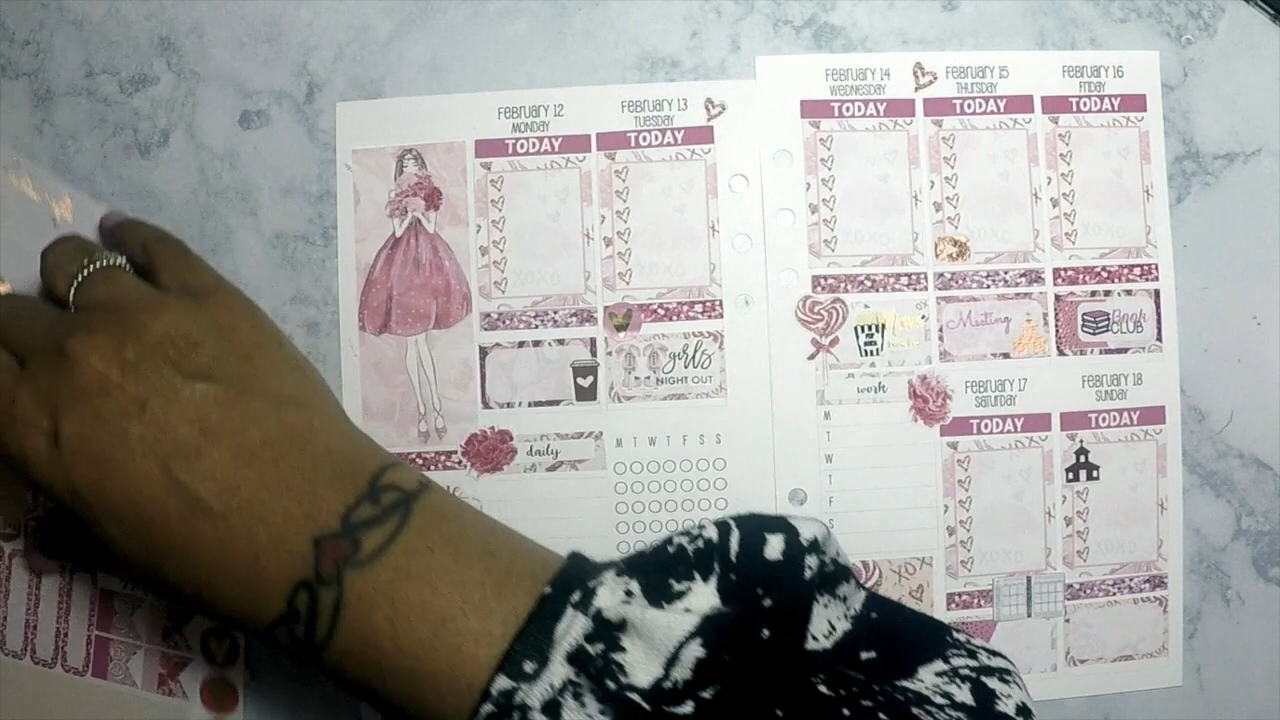 FEBRUARY 12
MONDAY
TODAY
FEBRUARY 13
TUESDAY
TODAY
girls
NIGHT OUT
daily
M T W T F S S
FEBRUARY 14
WEDNESDAY
TODAY
FEBRUARY 15
THURSDAY
TODAY
Meeting
FEBRUARY 16
FRIDAY
TODAY
Book
CLUB
work
M
T
W
T
F
S
FEBRUARY 17
SATURDAY
TODAY
FEBRUARY 18
SUNDAY
TODAY
XOX